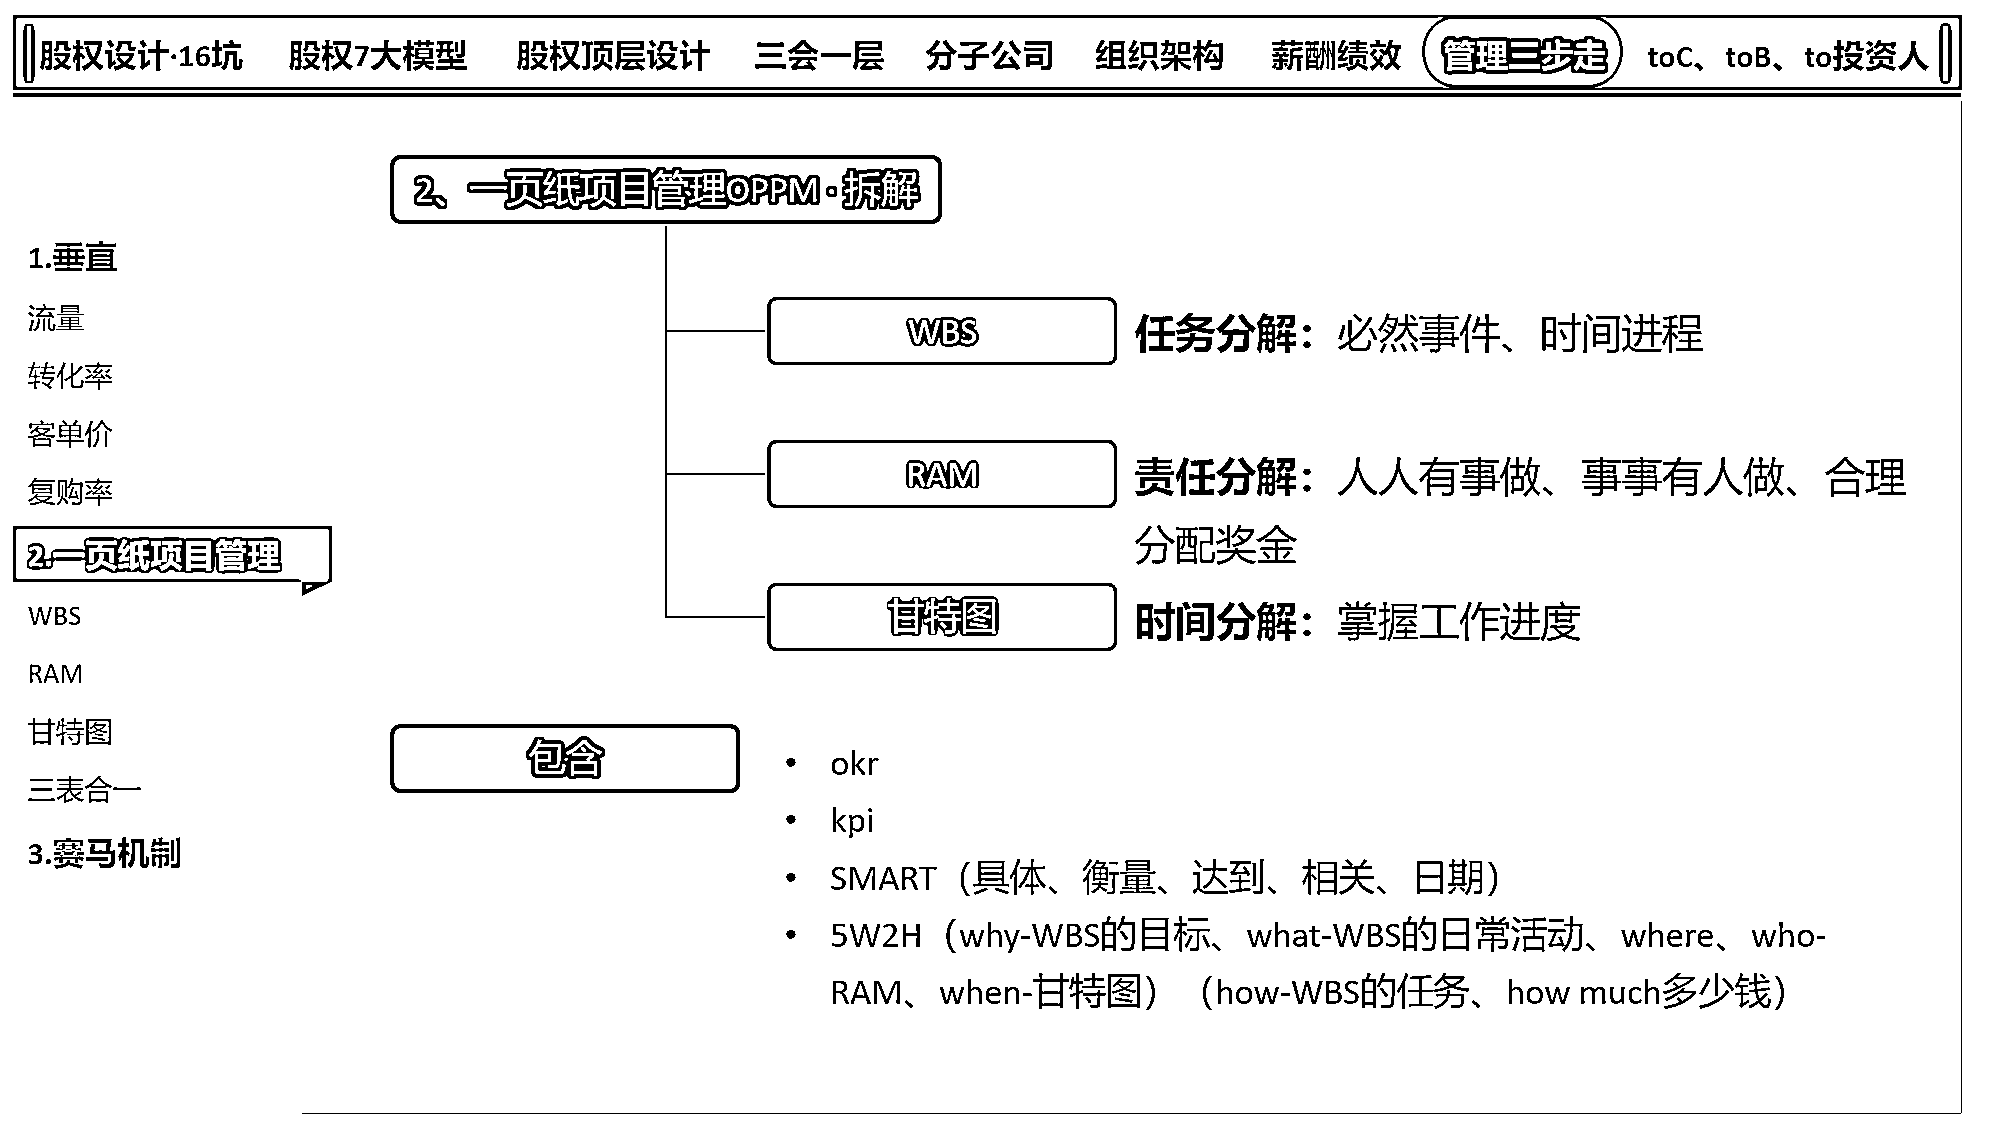 股权设计·16坑 股权7大模型 股权顶层设计 三会一层 分子公司 组织架构 薪酬绩效 管理三步走 toC、toB、to投资人
2、一页纸项目管理OPPM·拆解
1.垂直
流量
转化率
客单价
复购率
2.一页纸项目管理
WBS
RAM
甘特图
三表合一
3.赛马机制
WBS 任务分解：必然事件、时间进程
RAM 责任分解：人人有事做、事事有人做、合理
分配奖金
甘特图 时间分解：掌握工作进度
包含
• okr
• kpi
• SMART（具体、衡量、达到、相关、日期）
• 5W2H（why-WBS的目标、what-WBS的日常活动、where、who-
RAM、when-甘特图）（how-WBS的任务、how much多少钱）